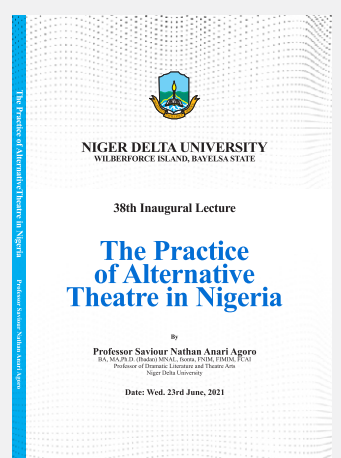 The Practice of Alternative Theatre in Nigeria
Professor Saviour Nathan Anari Agoro
NIGER DELTA UNIVERSITY
WILBERFORCE ISLAND, BAYELSA STATE
38th Inaugural Lecture
The Practice
of Alternative
Theatre in Nigeria
By
Professor Saviour Nathan Anari Agoro
BA, MA,Ph.D. (Ibadan) MNAL, fsonta, FNIM, FIMIM, FCAI
Professor of Dramatic Literature and Theatre Arts
Niger Delta University
Date: Wed. 23rd June, 2021